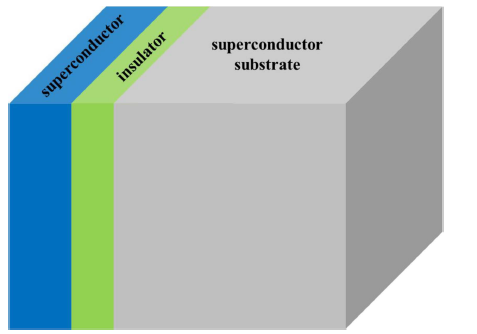 superconductor
insulator
superconductor
substrate